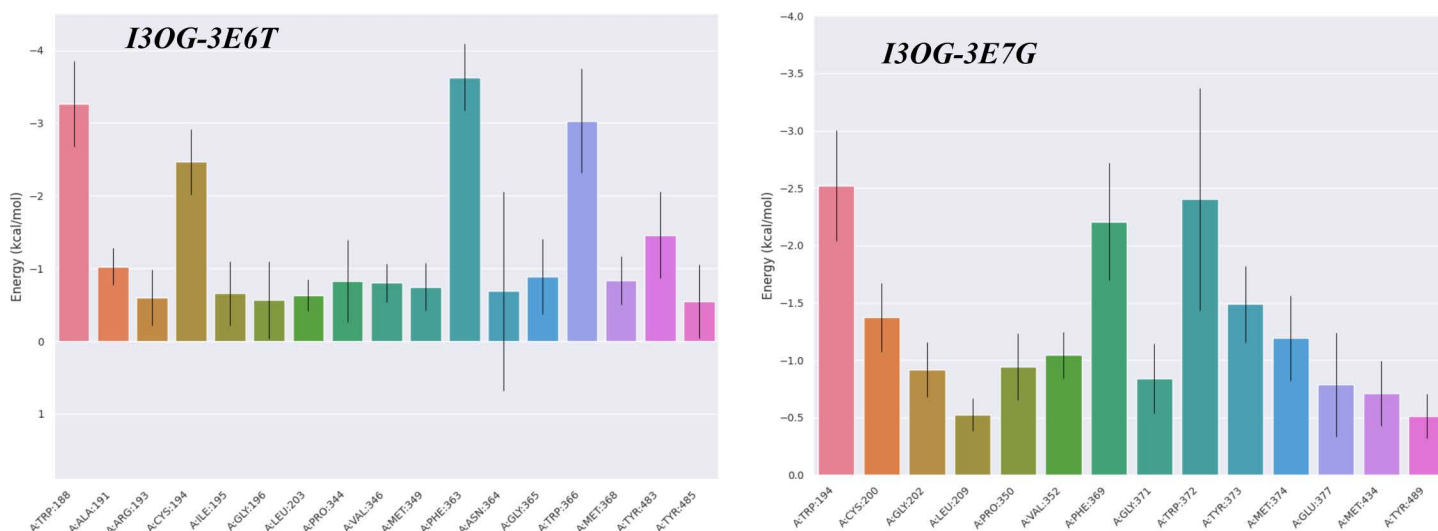 I3OG-3E6T
Energy (kcal/mol)
−4
−3
−2
−1
0
1
A:TRP:188
A:ALA:191
A:ARG:193
A:CYS:194
A:ILE:195
A:GLY:196
A:LEU:203
A:PRO:344
A:VAL:346
A:MET:349
A:PHE:363
A:ASN:364
A:GLY:365
A:TRP:366
A:MET:368
A:TYR:483
A:TYR:485
I3OG-3E7G
Energy (kcal/mol)
−4.0
−3.5
−3.0
−2.5
−2.0
−1.5
−1.0
−0.5
0.0
A:TRP:194
A:CYS:200
A:GLY:202
A:LEU:209
A:PRO:350
A:VAL:352
A:PHE:369
A:GLY:371
A:TRP:372
A:TYR:373
A:MET:374
A:GLU:377
A:MET:434
A:TYR:489